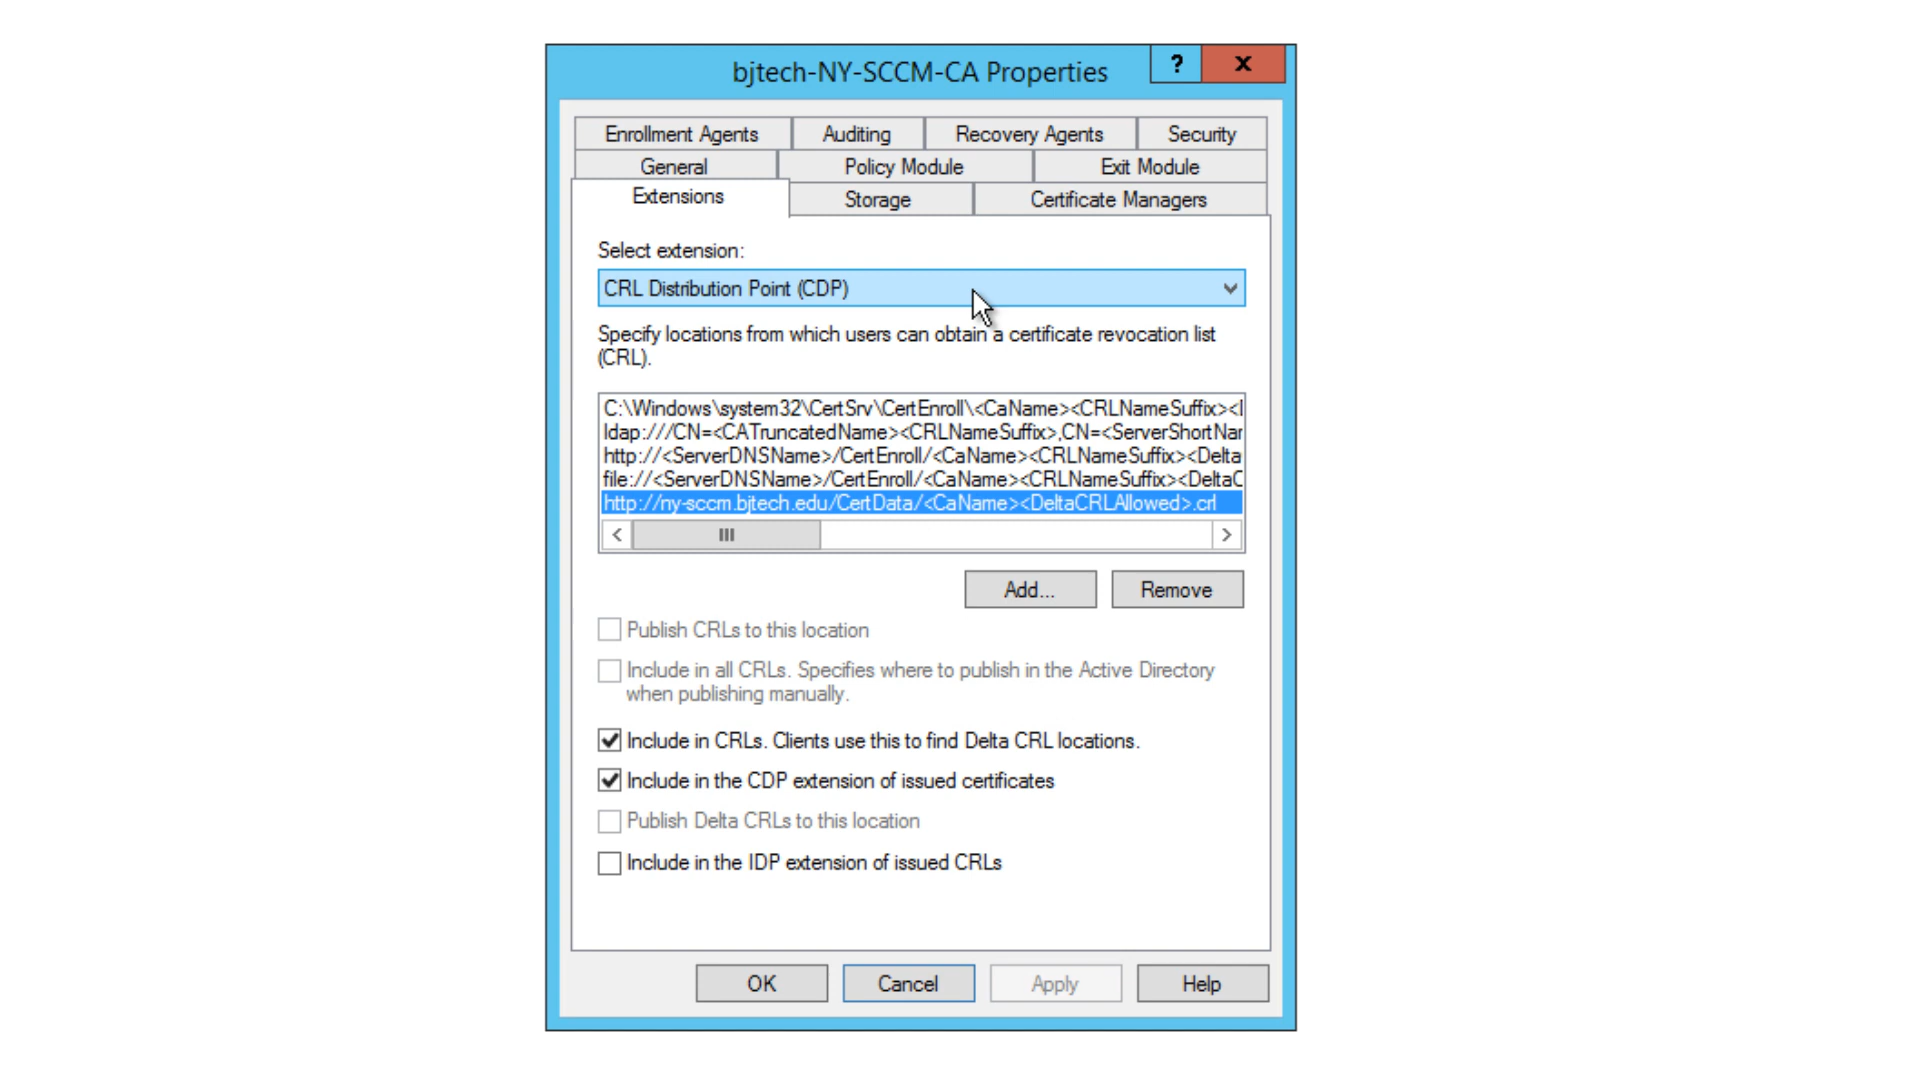 bjtech-NY-SCCM-CA Properties
?
X
Enrollment Agents
Auditing
Recovery Agents
Security
General
Policy Module
Exit Module
Extensions
Storage
Certificate Managers
Select extension:
CRL Distribution Point (CDP)
Specify locations from which users can obtain a certificate revocation list
(CRL).
C:\Windows\system32\CertSrv\CertEnroll\<CaName><CRLNameSuffix><
ldap:///CN=<CATruncatedName><CRLNameSuffix>,CN=<ServerShortNar
http://<ServerDNSName>/CertEnroll/<CaName><CRLNameSuffix><Delta
file://<ServerDNSName>/CertEnroll/<CaName><CRLNameSuffix><DeltaC
http://ny-sccm.bjtech.edu/CertData/<CaName><DeltaCRLAllowed>.crl
Add...
Remove
Publish CRLs to this location
Include in all CRLs. Specifies where to publish in the Active Directory
when publishing manually.
Include in CRLs. Clients use this to find Delta CRL locations.
Include in the CDP extension of issued certificates
Publish Delta CRLs to this location
Include in the IDP extension of issued CRLs
OK
Cancel
Apply
Help